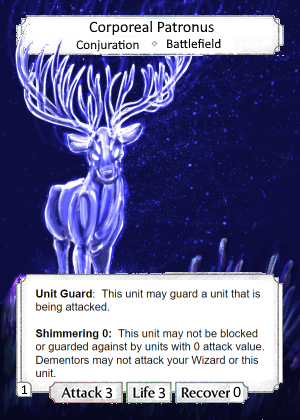 Corporeal Patronus
Conjuration ◇ Battlefield
Unit Guard: This unit may guard a unit that is
being attacked.
Shimmering 0: This unit may not be blocked
or guarded against by units with 0 attack value.
Dementors may not attack your Wizard or this
unit.
1 Attack 3 Life 3 Recover 0